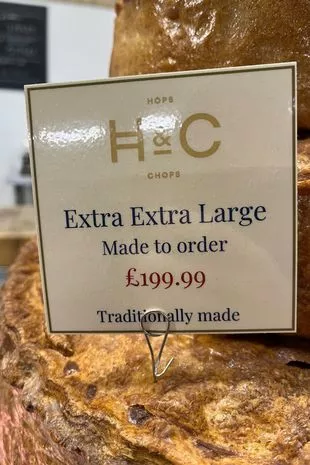 HOPS
H&C
CHOPS
Extra Extra Large
Made to order
£199.99
Traditionally made